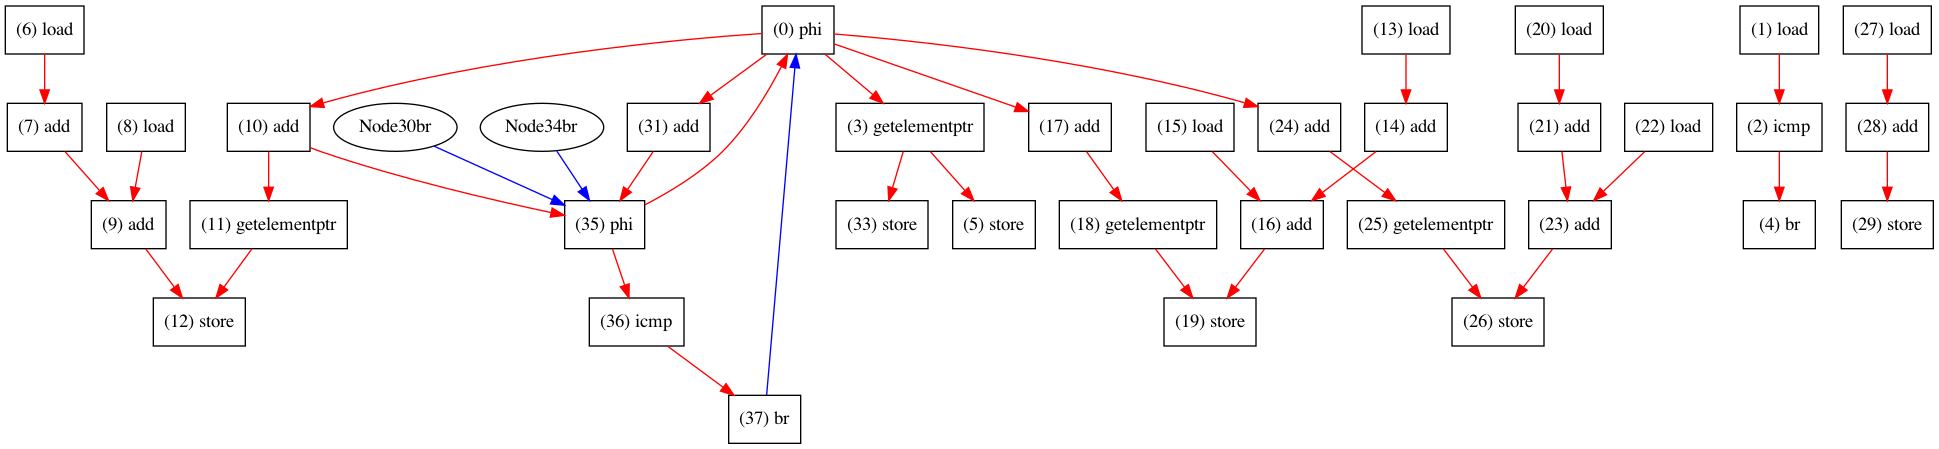 (6) load
(0) phi
(13) load
(20) load
(1) load
(27) load
(7) add
(8) load
(10) add
Node30br
Node34br
(31) add
(3) getelementptr
(17) add
(15) load
(24) add
(14) add
(21) add
(22) load
(2) icmp
(28) add
(9) add
(11) getelementptr
(35) phi
(33) store
(5) store
(18) getelementptr
(16) add
(25) getelementptr
(23) add
(4) br
(29) store
(12) store
(36) icmp
(19) store
(26) store
(37) br